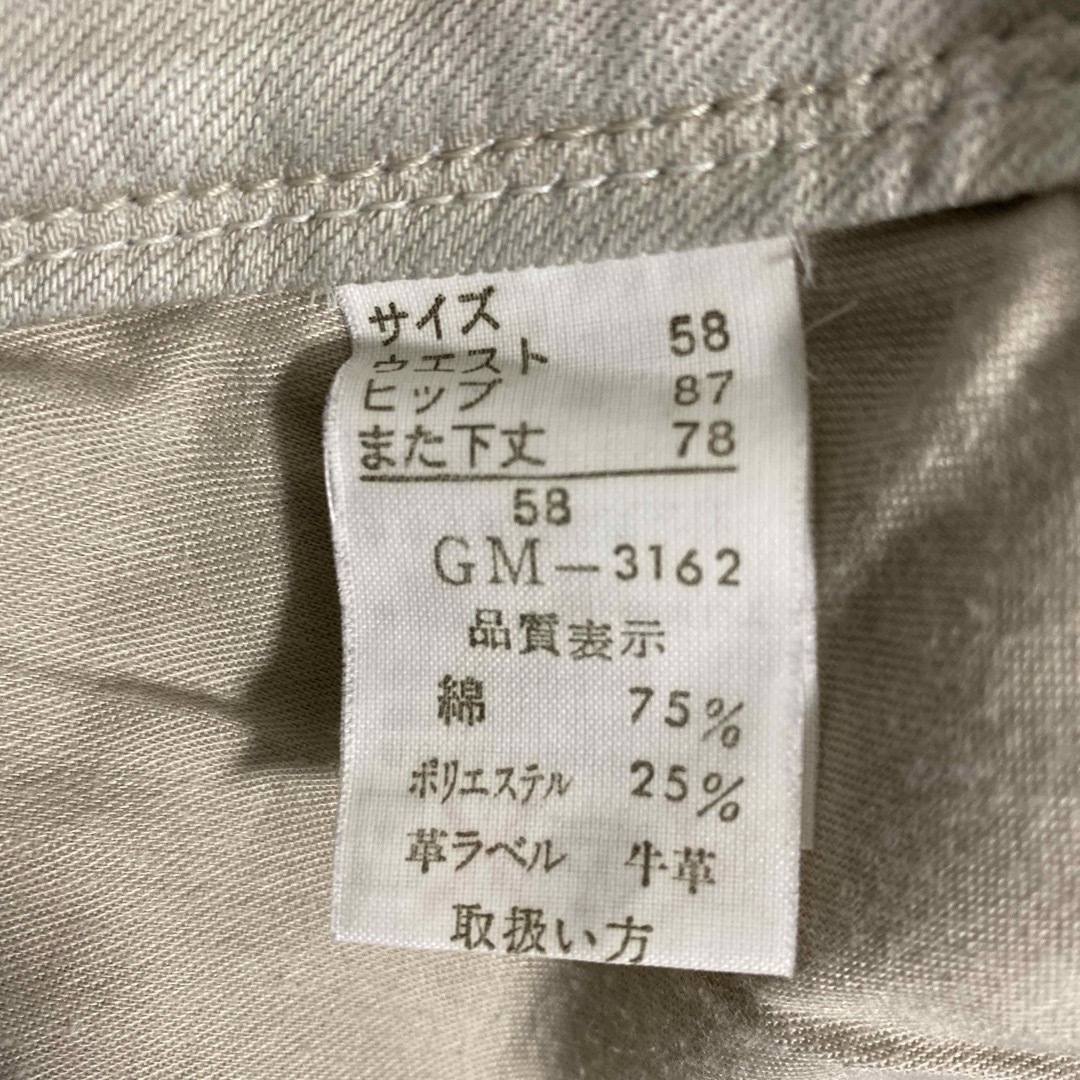 サイズ
ウエスト 58
ヒップ 87
また下丈 78
58
GM-3162
品質表示
綿 75%
ポリエステル 25%
革ラベル 牛革
取扱い方